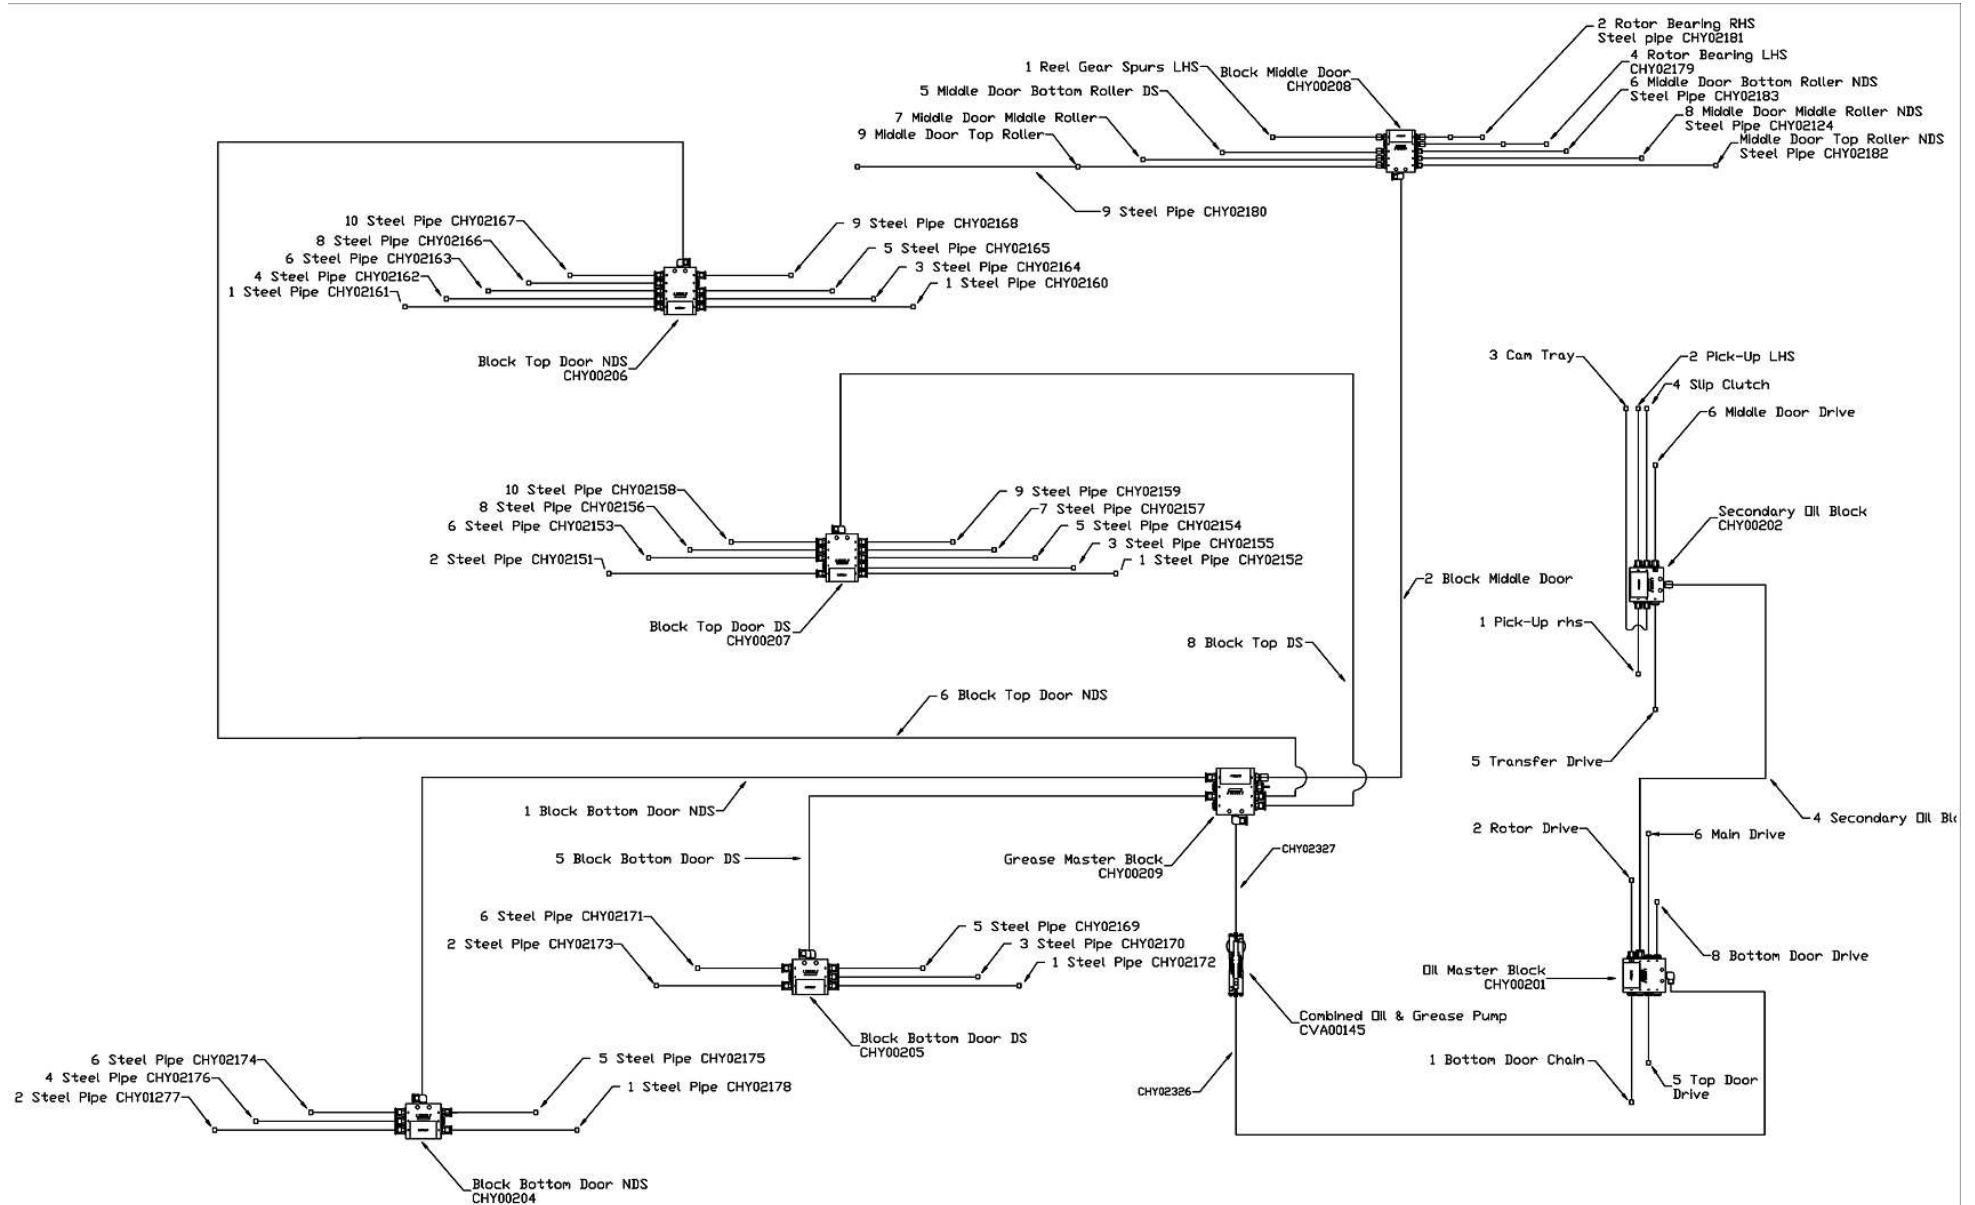 2 Rotor Bearing RHS
Steel pipe CHY02181
4 Rotor Bearing LHS
CHY02179
1 Reel Gear Spurs LHS
Block Middle Door
CHY00208
6 Middle Door Bottom Roller NDS
Steel Pipe CHY02183
5 Middle Door Bottom Roller DS
8 Middle Door Middle Roller NDS
Steel Pipe CHY02124
7 Middle Door Middle Roller
9 Middle Door Top Roller
Middle Door Top Roller NDS
Steel Pipe CHY02182
9 Steel Pipe CHY02180
10 Steel Pipe CHY02167
8 Steel Pipe CHY02166
6 Steel Pipe CHY02163
4 Steel Pipe CHY02162
1 Steel Pipe CHY02161
9 Steel Pipe CHY02168
5 Steel Pipe CHY02165
3 Steel Pipe CHY02164
1 Steel Pipe CHY02160
Block Top Door NDS
CHY00206
3 Cam Tray
2 Pick-Up LHS
4 Slip Clutch
6 Middle Door Drive
10 Steel Pipe CHY02158
8 Steel Pipe CHY02156
6 Steel Pipe CHY02153
2 Steel Pipe CHY02151
9 Steel Pipe CHY02159
7 Steel Pipe CHY02157
5 Steel Pipe CHY02154
3 Steel Pipe CHY02155
1 Steel Pipe CHY02152
Secondary Oil Block
CHY00202
2 Block Middle Door
Block Top Door DS
CHY00207
1 Pick-Up rhs
8 Block Top DS
6 Block Top Door NDS
5 Transfer Drive
1 Block Bottom Door NDS
4 Secondary Oil Blo
2 Rotor Drive
6 Main Drive
5 Block Bottom Door DS
Grease Master Block
CHY00209
CHY02327
6 Steel Pipe CHY02171
2 Steel Pipe CHY02173
5 Steel Pipe CHY02169
3 Steel Pipe CHY02170
1 Steel Pipe CHY02172
8 Bottom Door Drive
Oil Master Block
CHY00201
Combined Oil & Grease Pump
CVA00145
Block Bottom Door DS
CHY00205
6 Steel Pipe CHY02174
4 Steel Pipe CHY02176
2 Steel Pipe CHY01277
5 Steel Pipe CHY02175
1 Steel Pipe CHY02178
CHY02326
1 Bottom Door Chain
5 Top Door
Drive
Block Bottom Door NDS
CHY00204